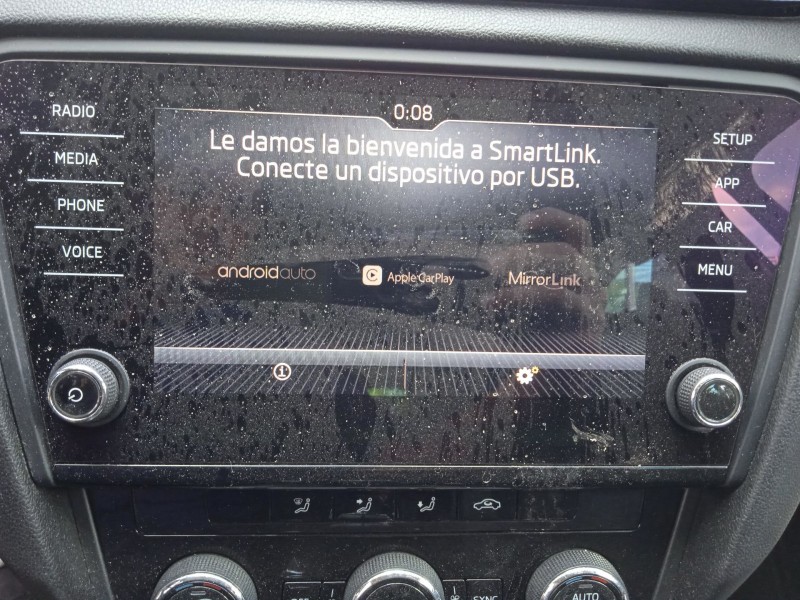 RADIO
MEDIA
PHONE
VOICE
0:08
Le damos la bienvenida a SmartLink.
Conecte un dispositivo por USB.
androidauto
Apple CarPlay
MirrorLink
SETUP
APP
CAR
MENU
SYNC
AUTO